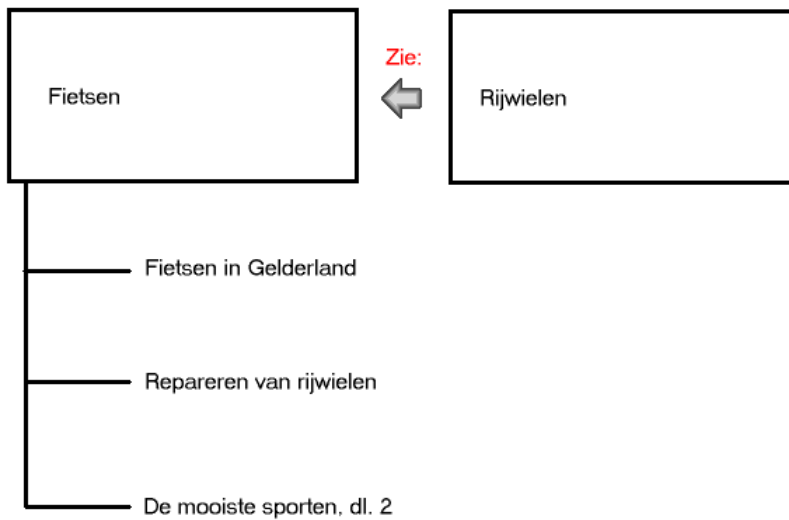 Zie:
Fietsen
Rijwielen
Fietsen in Gelderland
Repareren van rijwielen
De mooiste sporten, dl. 2